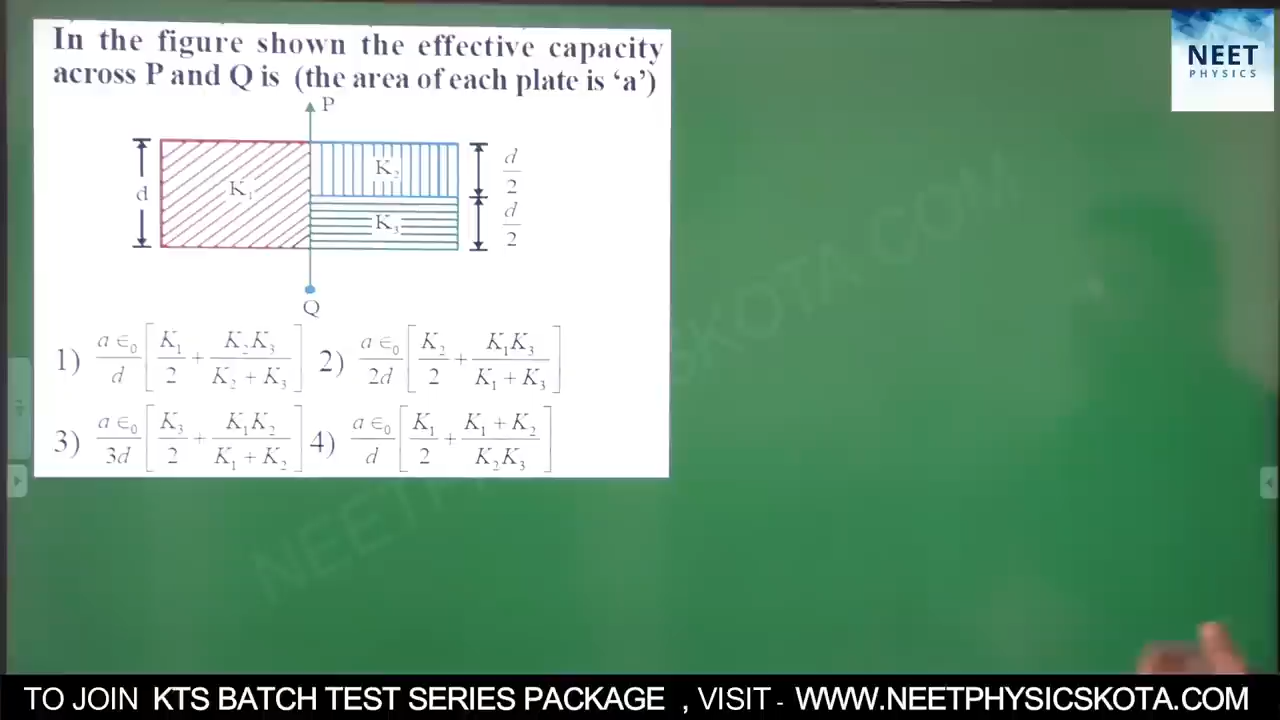 In the figure shown the effective capacity
across P and Q is (the area of each plate is ‘a’)
P
K₁
K₂
K₃
d
d/2
d/2
Q
1) a ∈₀/d [K₁/2 + K₂K₃/(K₂ + K₃)] 2) a ∈₀/2d [K₂/2 + K₁K₃/(K₁ + K₃)]
3) a ∈₀/3d [K₃/2 + K₁K₂/(K₁ + K₂)] 4) a ∈₀/d [K₁/2 + (K₁ + K₂)/K₂K₃]
NEET
PHYSICS
NEETPHYSICSKOTA.COM
TO JOIN KTS BATCH TEST SERIES PACKAGE , VISIT - WWW.NEETPHYSICSKOTA.COM